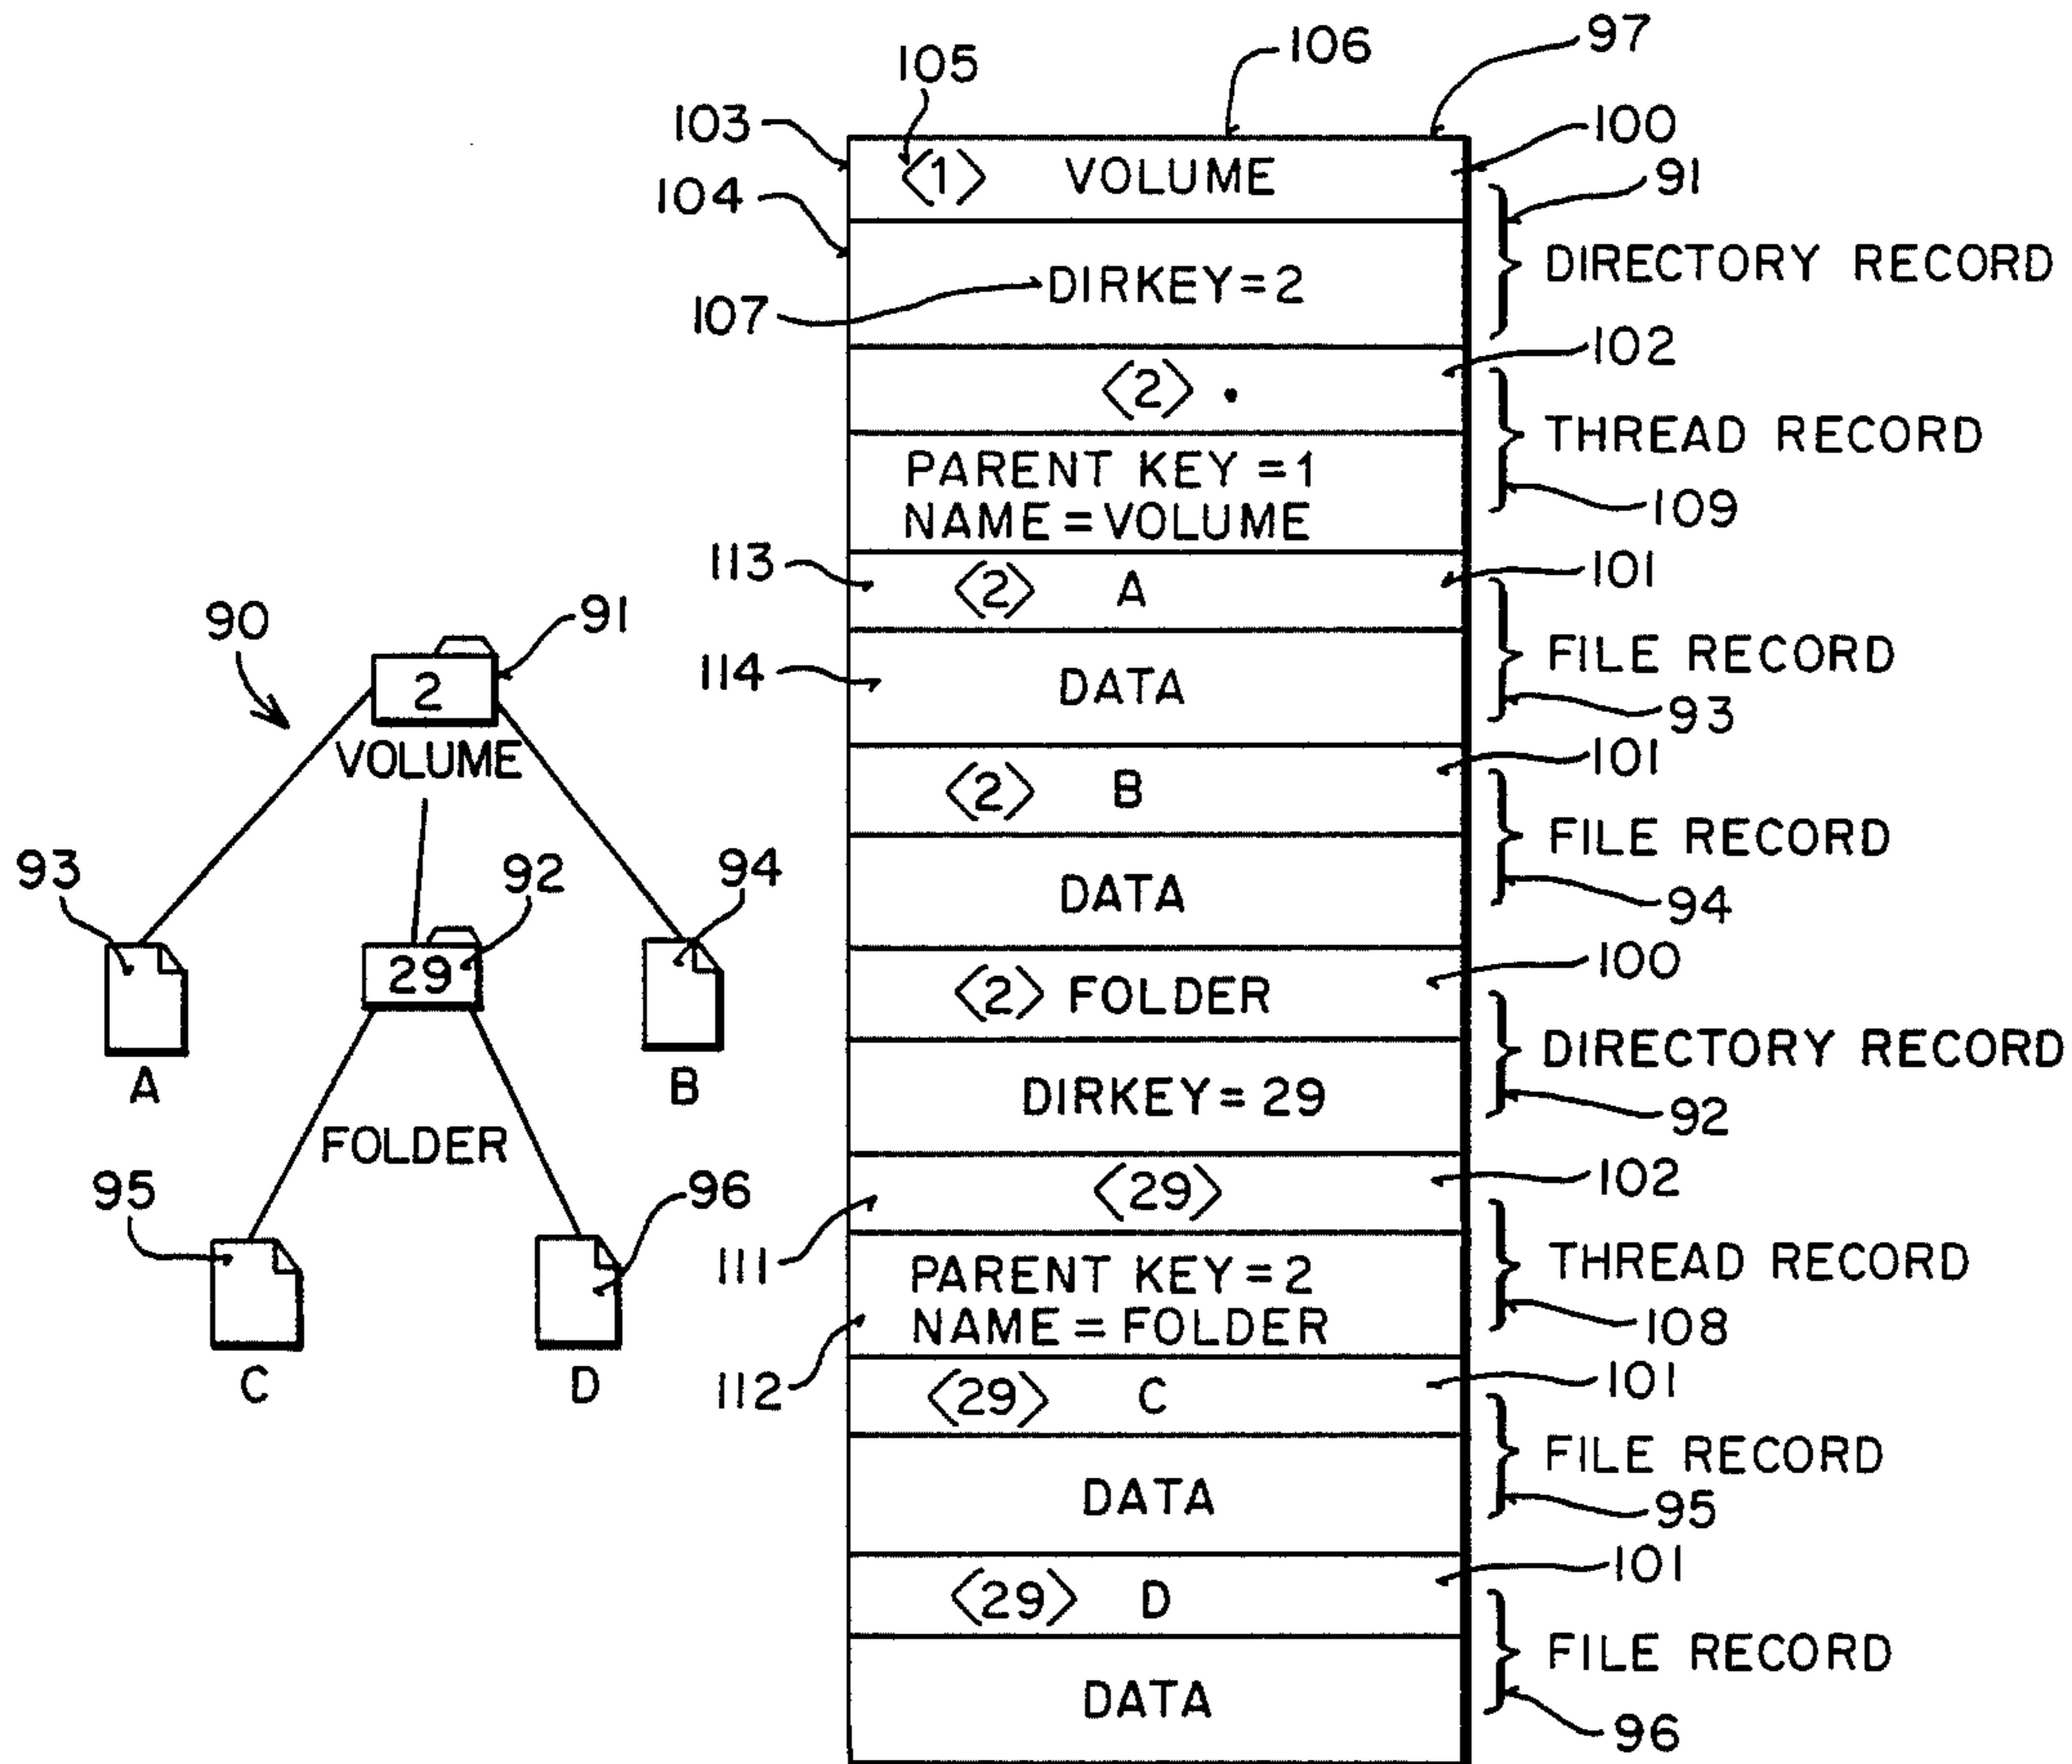 106
97
105
103
100
<1> VOLUME
91
104
DIRECTORY RECORD
DIRKEY=2
107
102
<2> .
THREAD RECORD
PARENT KEY=1
NAME=VOLUME
109
113
101
<2> A
90
91
FILE RECORD
114
2
DATA
93
VOLUME
101
<2> B
FILE RECORD
93
92
94
DATA
94
29
100
<2> FOLDER
DIRECTORY RECORD
A
B
DIRKEY=29
92
FOLDER
102
95
96
<29>
111
THREAD RECORD
PARENT KEY=2
NAME=FOLDER
108
112
101
C
D
<29> C
FILE RECORD
DATA
95
101
<29> D
FILE RECORD
DATA
96